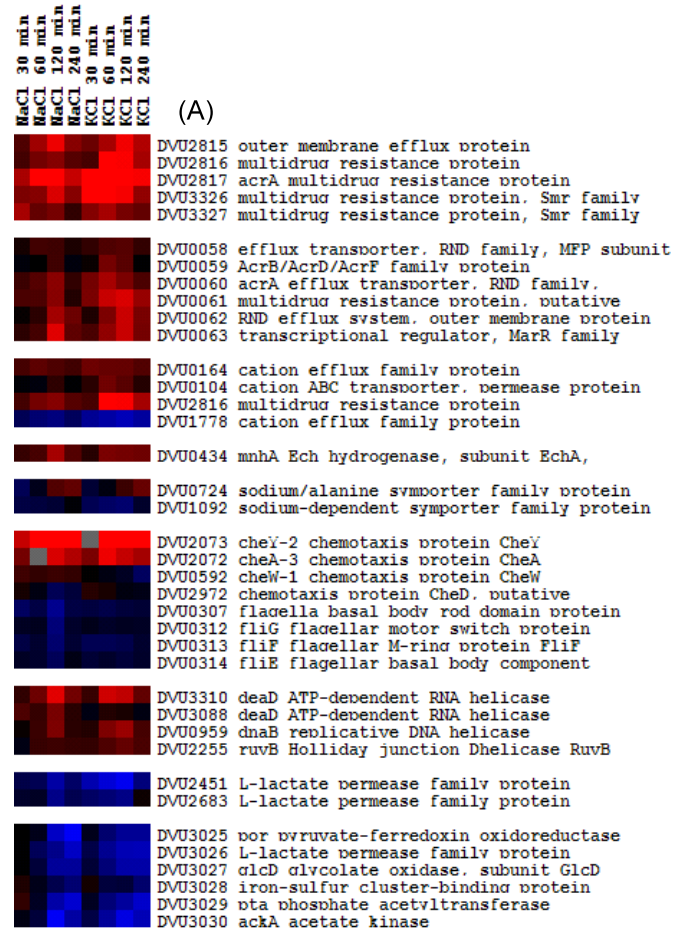 NaCl 30 min
NaCl 60 min
NaCl 120 min
NaCl 240 min
KCl 30 min
KCl 60 min
KCl 120 min
KCl 240 min
(A)
DVU2815 outer membrane efflux protein
DVU2816 multidrug resistance protein
DVU2817 acrA multidrug resistance protein
DVU3326 multidrug resistance protein, Smr family
DVU3327 multidrug resistance protein, Smr family
DVU0058 efflux transporter, RND family, MFP subunit
DVU0059 AcrB/AcrD/AcrF family protein
DVU0060 acrA efflux transporter, RND family,
DVU0061 multidrug resistance protein, putative
DVU0062 RND efflux system, outer membrane protein
DVU0063 transcriptional regulator, MarR family
DVU0164 cation efflux family protein
DVU0104 cation ABC transporter, permease protein
DVU2816 multidrug resistance protein
DVU1778 cation efflux family protein
DVU0434 mnhA Ech hydrogenase, subunit EchA,
DVU0724 sodium/alanine symporter family protein
DVU1092 sodium-dependent symporter family protein
DVU2073 cheY-2 chemotaxis protein CheY
DVU2072 cheA-3 chemotaxis protein CheA
DVU0592 cheW-1 chemotaxis protein CheW
DVU2972 chemotaxis protein CheD, putative
DVU0307 flagella basal body rod domain protein
DVU0312 fliG flagellar motor switch protein
DVU0313 fliF flagellar M-ring protein FliF
DVU0314 fliE flagellar basal body component
DVU3310 deaD ATP-dependent RNA helicase
DVU3088 deaD ATP-dependent RNA helicase
DVU0959 dnaB replicative DNA helicase
DVU2255 ruvB Holliday junction Dhelicase RuvB
DVU2451 L-lactate permease family protein
DVU2683 L-lactate permease family protein
DVU3025 por pyruvate-ferredoxin oxidoreductase
DVU3026 L-lactate permease family protein
DVU3027 glcD glycolate oxidase, subunit GlcD
DVU3028 iron-sulfur cluster-binding protein
DVU3029 pta phosphate acetyltransferase
DVU3030 ackA acetate kinase